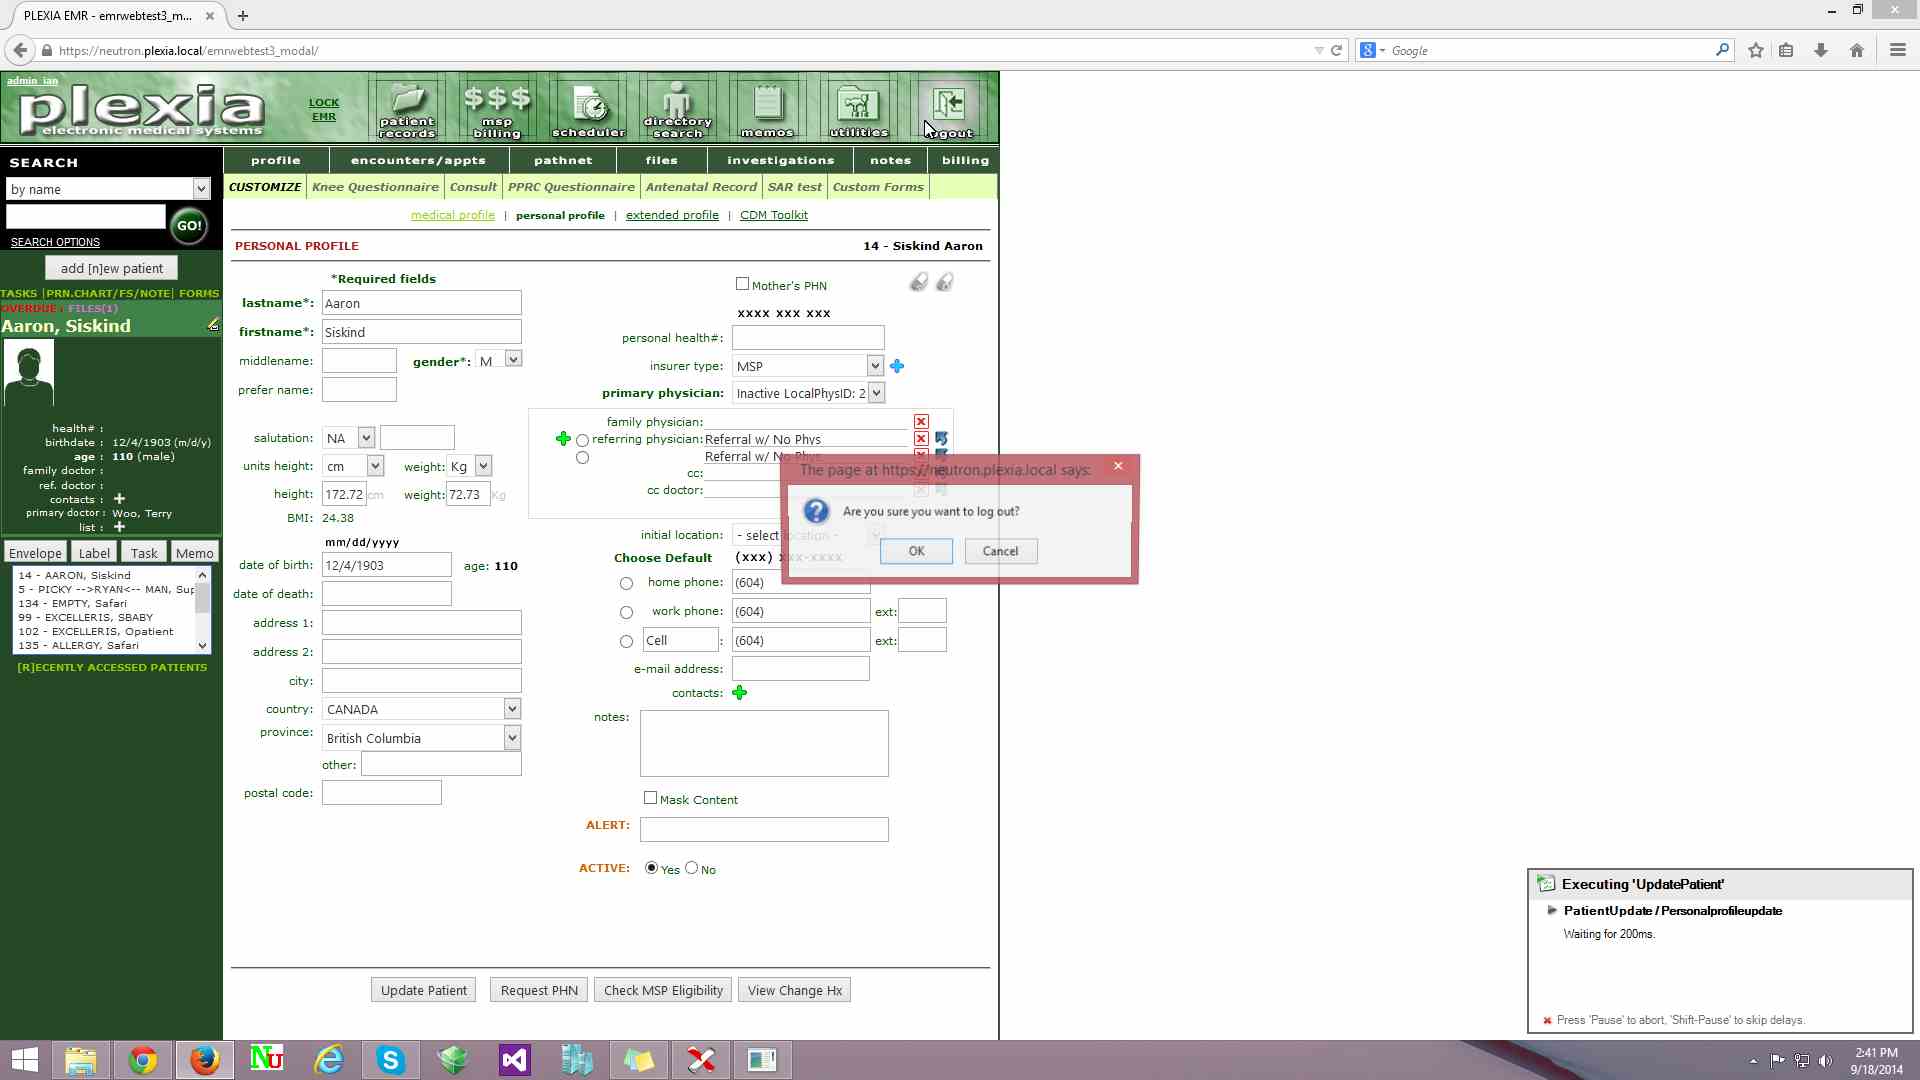 PLEXIA EMR - emrwebtest3_m...
https://neutron.plexia.local/emrwebtest3_modal/
Google
admin_ian
plexia
electronic medical systems
LOCK EMR
patient records
$$$ msp billing
scheduler
directory search
memos
utilities
SEARCH
profile
encounters/appts
pathnet
files
investigations
notes
billing
by name
CUSTOMIZE
Knee Questionnaire
Consult
PPRC Questionnaire
Antenatal Record
SAR test
Custom Forms
GO!
SEARCH OPTIONS
medical profile | personal profile | extended profile | CDM Toolkit
PERSONAL PROFILE
14 - Siskind Aaron
add [n]ew patient
TASKS |PRN.CHART/FS/NOTE| FORMS
OVERDUE : FILES(1)
Aaron, Siskind
health# :
birthdate : 12/4/1903 (m/d/y)
age : 110 (male)
family doctor :
ref. doctor :
contacts :
primary doctor : Woo, Terry
list :
Envelope
Label
Task
Memo
14 - AARON, Siskind
5 - PICKY -->RYAN<-- MAN, Sup
134 - EMPTY, Safari
99 - EXCELLERIS, SBABY
102 - EXCELLERIS, Opatient
135 - ALLERGY, Safari
[R]ECENTLY ACCESSED PATIENTS
*Required fields
lastname*: Aaron
firstname*: Siskind
middlename:
gender*: M
prefer name:
salutation: NA
units height: cm
weight: Kg
height: 172.72 cm
weight: 72.73 Kg
BMI: 24.38
mm/dd/yyyy
date of birth: 12/4/1903
age: 110
date of death:
address 1:
address 2:
city:
country: CANADA
province: British Columbia
other:
postal code:
Mother's PHN
xxxx xxx xxx
personal health#:
insurer type: MSP
primary physician: Inactive LocalPhysID: 2
family physician:
referring physician: Referral w/ No Phys
Referral w/ No Phys
cc:
cc doctor:
The page at https://neutron.plexia.local says:
Are you sure you want to log out?
OK
Cancel
initial location: - select location -
Choose Default
(xxx) xxx-xxxx
home phone: (604)
work phone: (604)
ext:
Cell : (604)
ext:
e-mail address:
contacts:
notes:
Mask Content
ALERT:
ACTIVE: Yes No
Update Patient
Request PHN
Check MSP Eligibility
View Change Hx
Executing 'UpdatePatient'
PatientUpdate / Personalprofileupdate
Waiting for 200ms.
Press 'Pause' to abort, 'Shift-Pause' to skip delays.
2:41 PM
9/18/2014